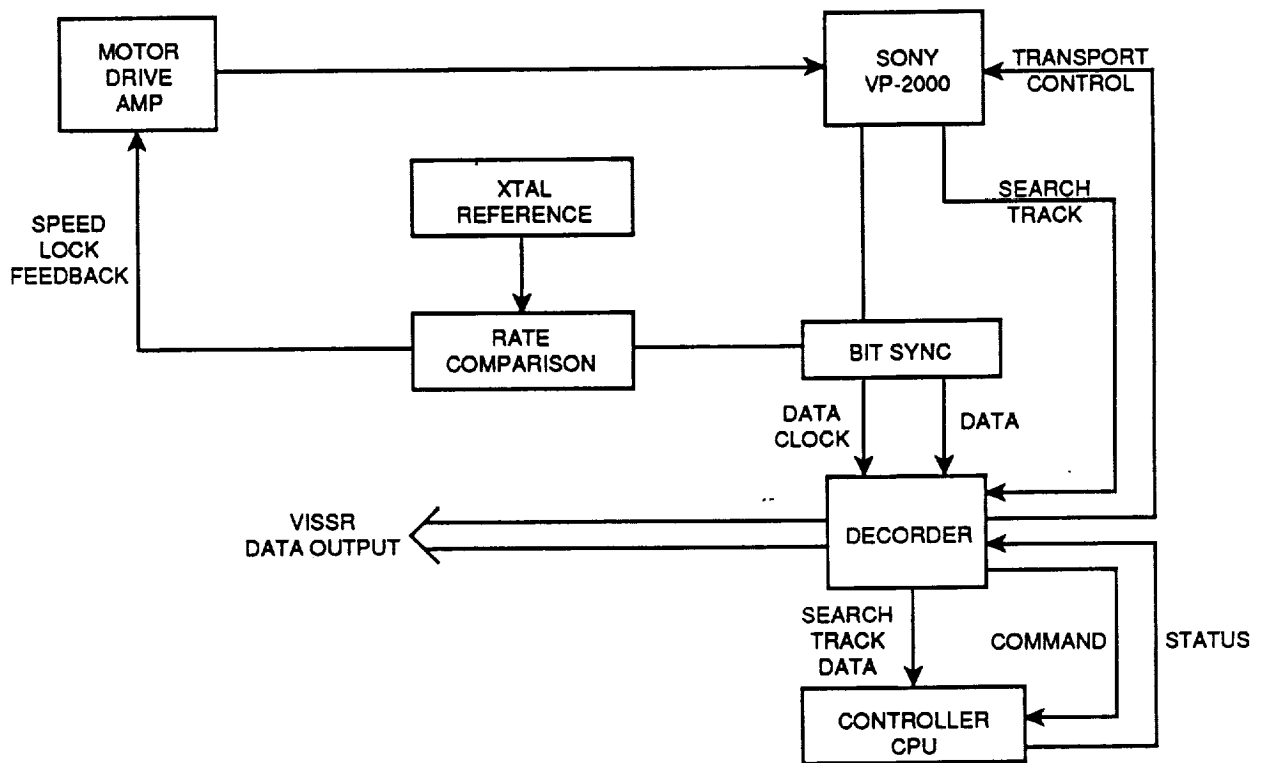 MOTOR
DRIVE
AMP
SONY
VP-2000
TRANSPORT
CONTROL
XTAL
REFERENCE
SEARCH
TRACK
SPEED
LOCK
FEEDBACK
RATE
COMPARISON
BIT SYNC
DATA
CLOCK
DATA
VISSR
DATA OUTPUT
DECORDER
SEARCH
TRACK
DATA
COMMAND
STATUS
CONTROLLER
CPU